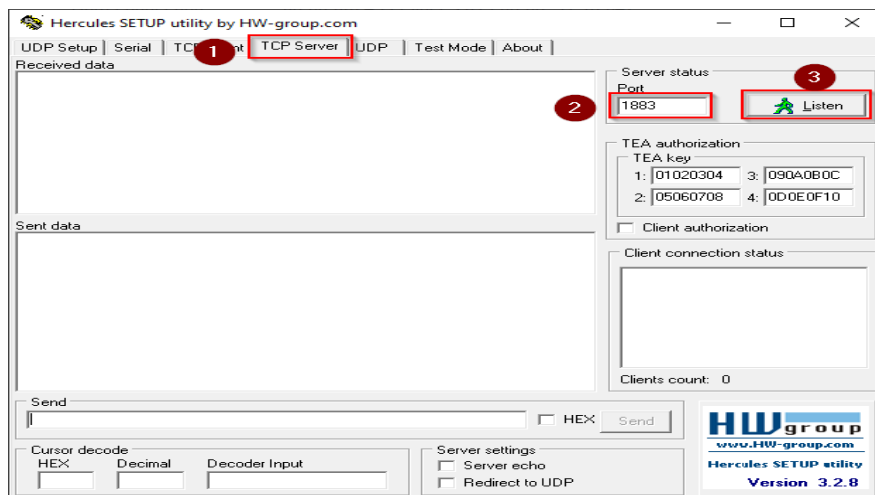 Hercules SETUP utility by HW-group.com
UDP Setup Serial TCP nt TCP Server UDP Test Mode About
1
Received data
Server status
3
Port
2
1883
Listen
TEA authorization
TEA key
1: 01020304 3: 090A0B0C
2: 05060708 4: 0D0E0F10
Client authorization
Sent data
Client connection status
Clients count: 0
Send
HEX Send
Cursor decode
HEX Decimal Decoder Input
Server settings
Server echo
Redirect to UDP
HW group
www.HW-group.com
Hercules SETUP utility
Version 3.2.8